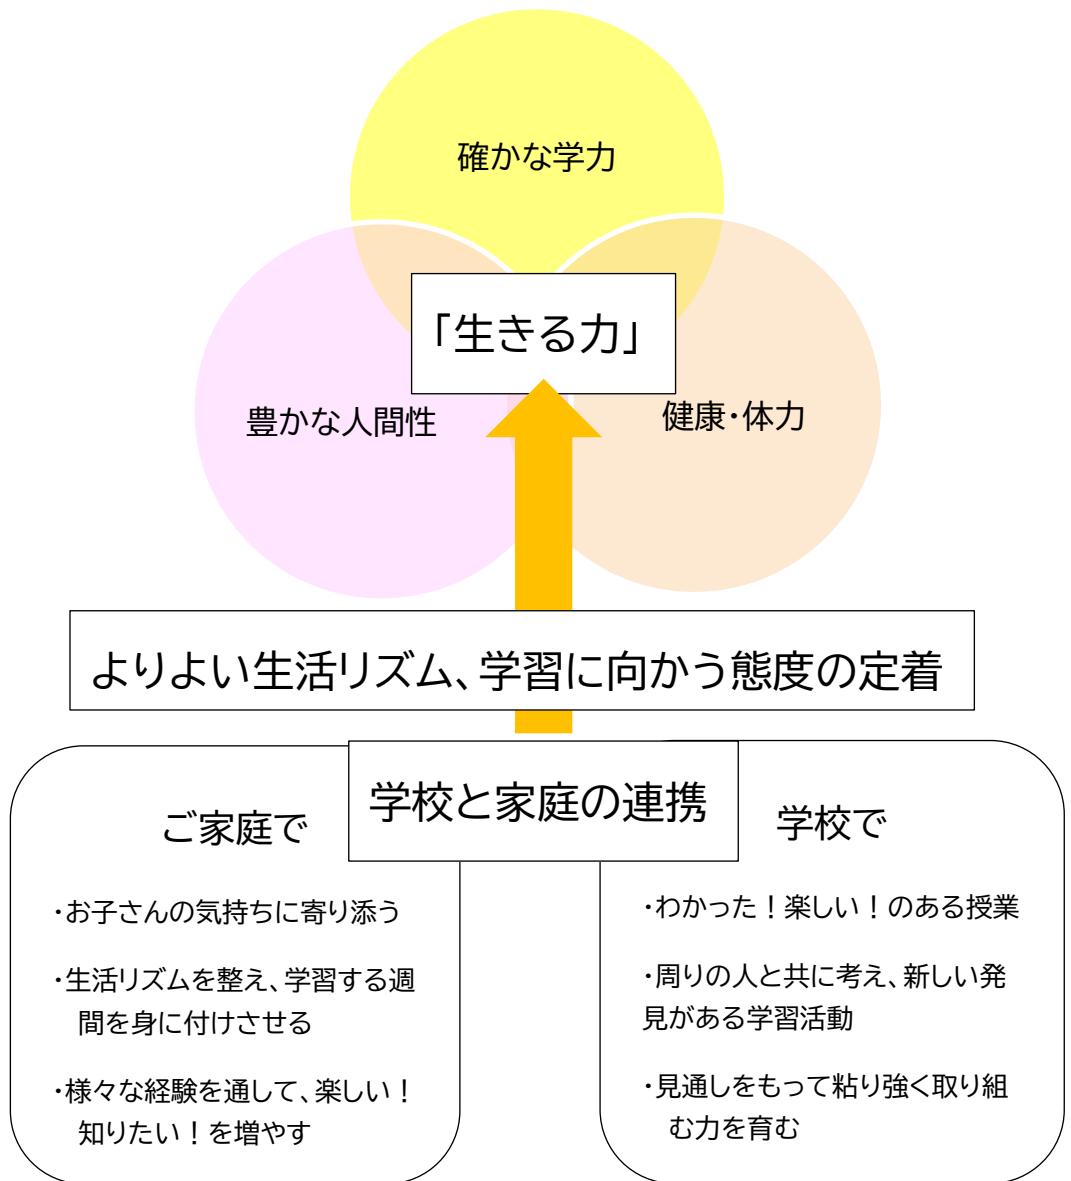 確かな学力
「生きる力」
豊かな人間性
健康・体力
よりよい生活リズム、学習に向かう態度の定着
学校と家庭の連携
ご家庭で
・お子さんの気持ちに寄り添う
・生活リズムを整え、学習する週
間を身に付けさせる
・様々な経験を通して、楽しい！
知りたい！を増やす
学校で
・わかった！楽しい！のある授業
・周りの人と共に考え、新しい発
見がある学習活動
・見通しをもって粘り強く取り組
む力を育む